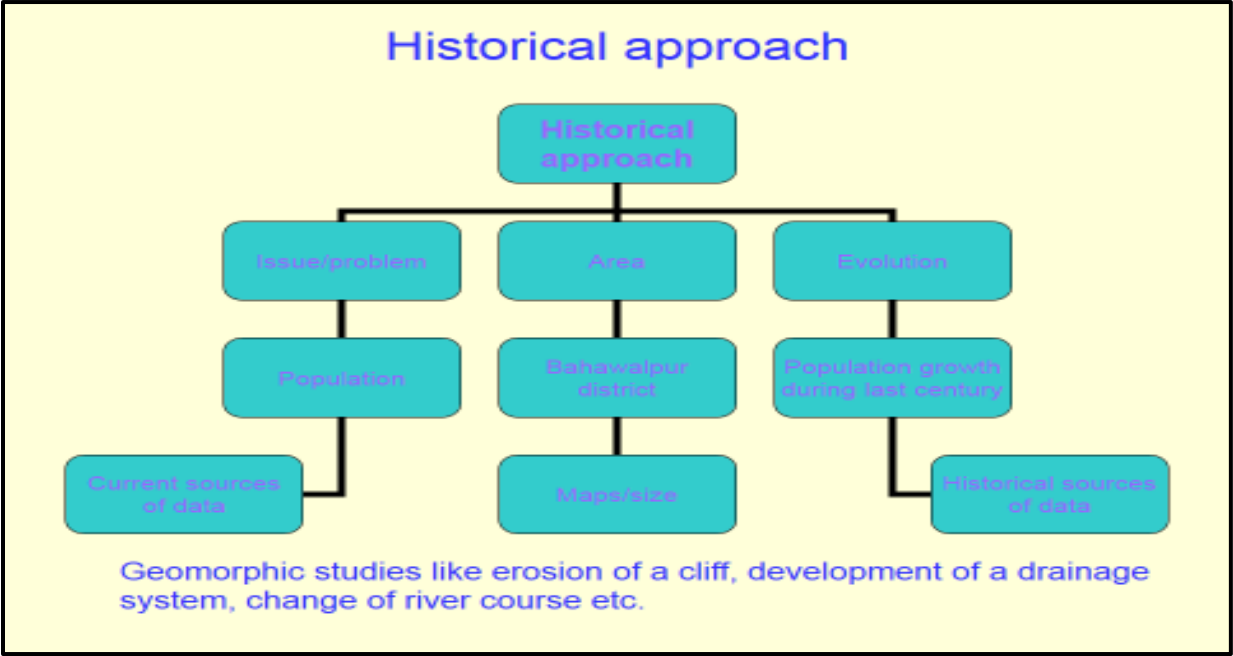 Historical approach
Historical
approach
Issue/problem
Area
Evolution
Population
Bahawalpur
district
Population growth
during last century
Current sources
of data
Maps/size
Historical sources
of data
Geomorphic studies like erosion of a cliff, development of a drainage
system, change of river course etc.